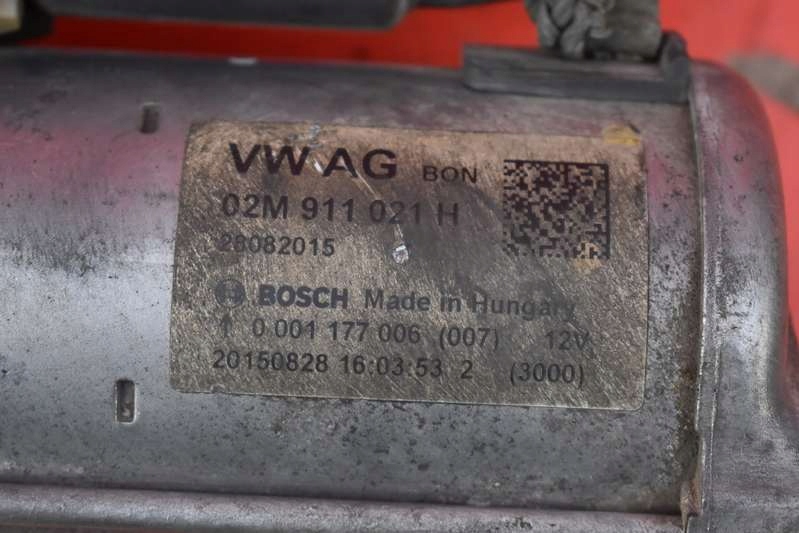 VW AG BON
02M 911 021 H
28082015
BOSCH Made in Hungary
↑ 0 001 177 006 (007) 12V
20150828 16:03:53 2 (3000)